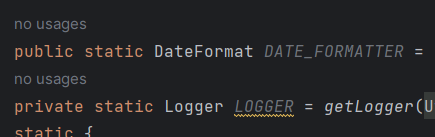 no usages
public static DateFormat DATE_FORMATTER =
no usages
private static Logger LOGGER = getLogger(U
static {